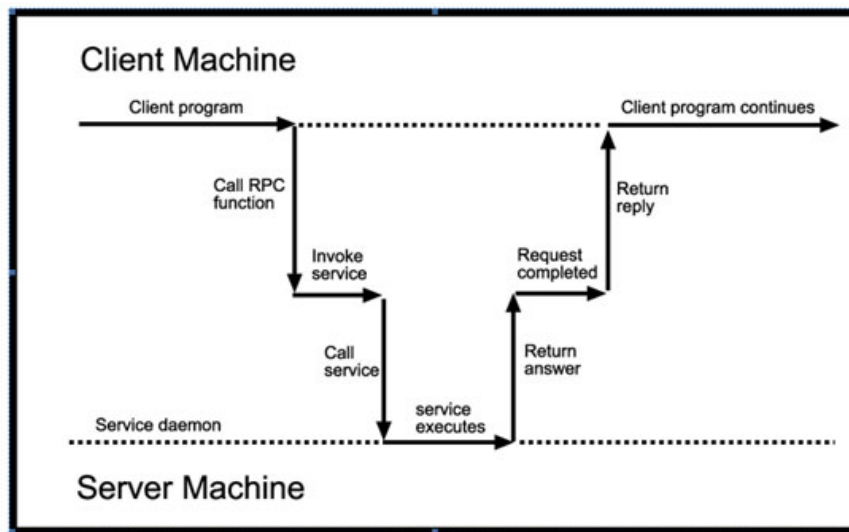 Client Machine
Client program
Client program continues
Call RPC
function
Return
reply
Invoke
service
Request
completed
Call
service
Return
answer
Service daemon
service
executes
Server Machine